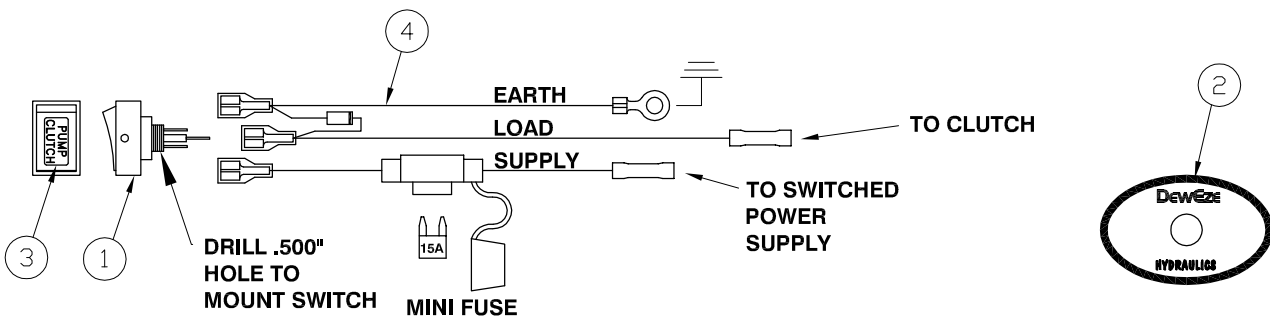 4
2
EARTH
LOAD
TO CLUTCH
SUPPLY
PUMP
CLUTCH
TO SWITCHED
POWER
SUPPLY
DewEze
HYDRAULICS
3
1
DRILL .500"
HOLE TO
MOUNT SWITCH
15A
MINI FUSE